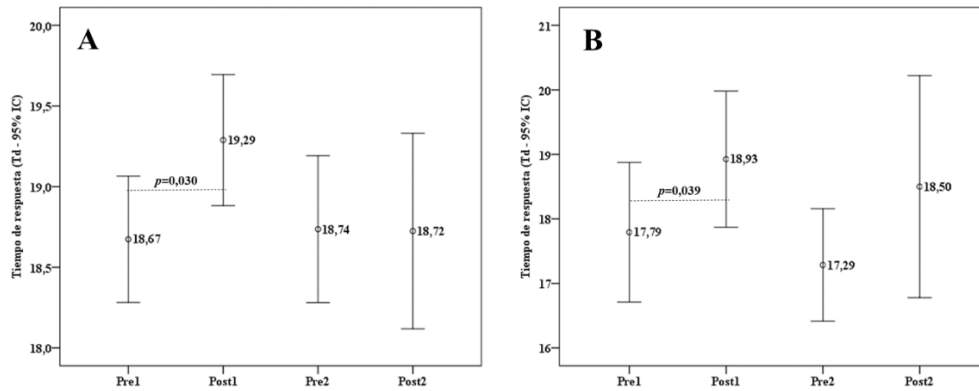 A
Tiempo de respuesta (Td - 95% IC)
20,0
19,5
19,0
18,5
18,0
p=0,030
18,67
19,29
18,74
18,72
Pre1 Post1 Pre2 Post2
B
Tiempo de respuesta (Td - 95% IC)
21
20
19
18
17
16
p=0,039
17,79
18,93
17,29
18,50
Pre1 Post1 Pre2 Post2